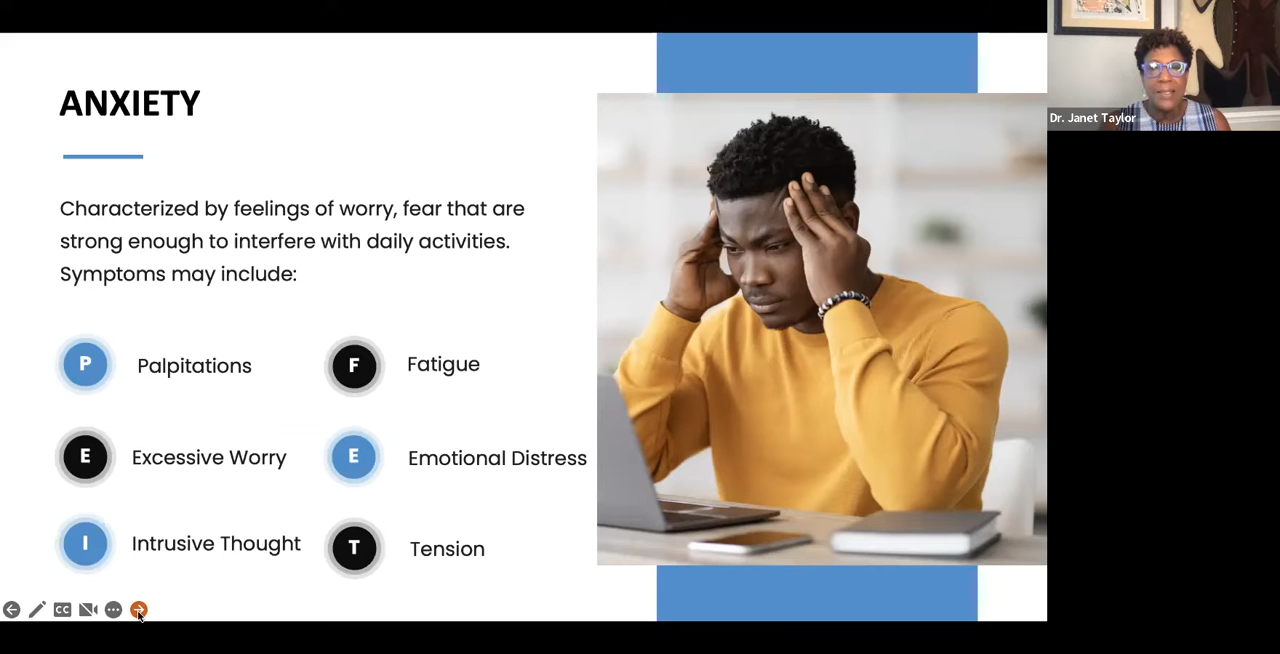 ANXIETY
Characterized by feelings of worry, fear that are
strong enough to interfere with daily activities.
Symptoms may include:
P Palpitations
F Fatigue
E Excessive Worry
E Emotional Distress
I Intrusive Thought
T Tension
CC
Dr. Janet Taylor